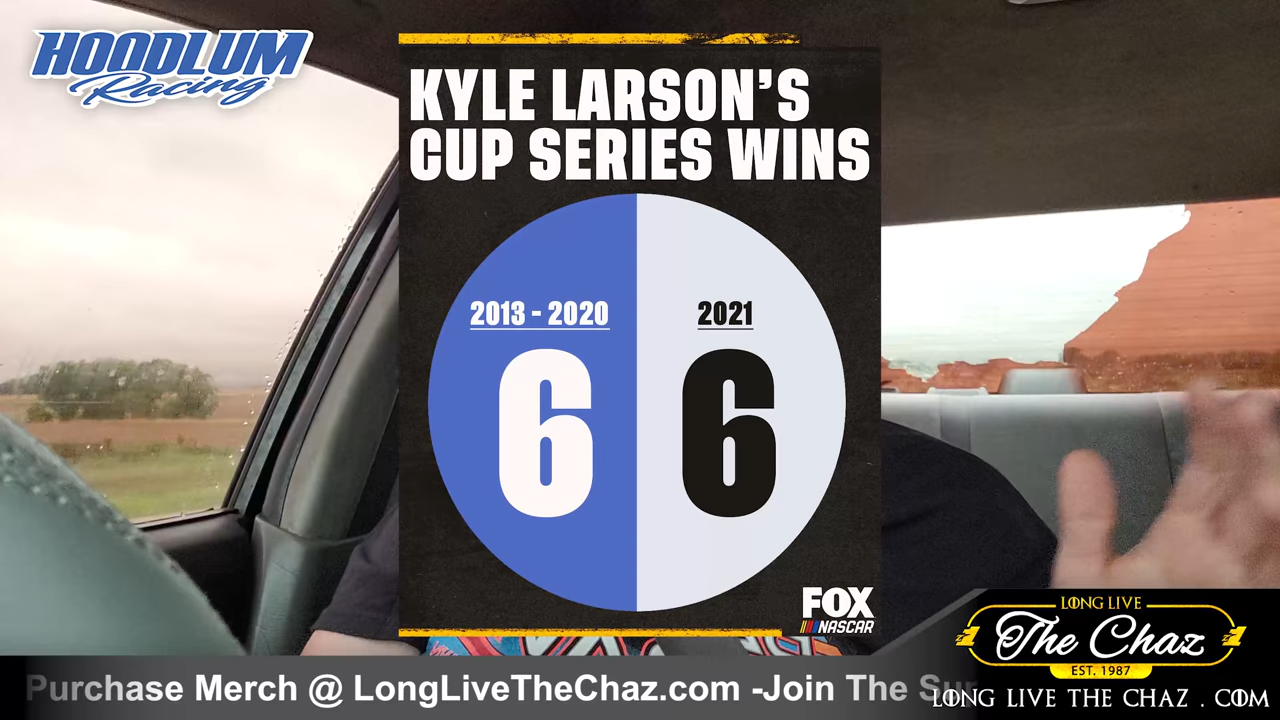 HOODLUM
Racing
KYLE LARSON'S
CUP SERIES WINS
2013 - 2020
6
2021
6
FOX
NASCAR
LONG LIVE
The Chaz
EST. 1987
Purchase Merch @ LongLiveTheChaz.com -Join The
LONG LIVE THE CHAZ . COM